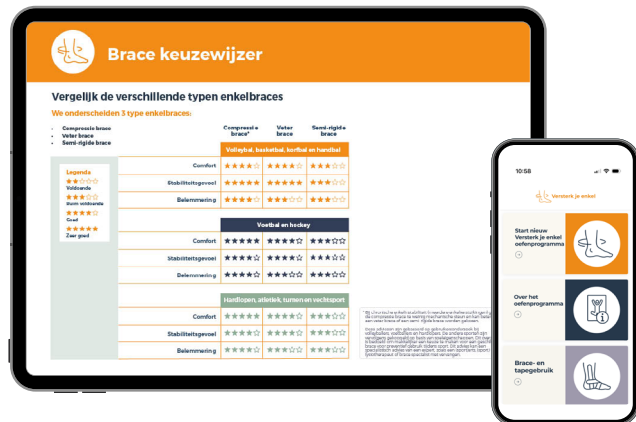 Brace keuzewijzer
Vergelijk de verschillende typen enkelbraces
We onderscheiden 3 type enkelbraces:
• Compressie brace
• Veter brace
• Semi-rigide brace
Compressie brace*
Veter brace
Semi-rigide brace
Legenda
★★☆☆☆
Voldoende
★★★☆☆
Ruim voldoende
★★★★☆
Goed
★★★★★
Zeer goed
Volleybal, basketbal, korfbal en handbal
Comfort ★★★★☆ ★★★★☆ ★★★☆☆
Stabiliteitsgevoel ★★★★★ ★★★★★ ★★★☆☆
Belemmering ★★★★☆ ★★★☆☆ ★★★☆☆
Voetbal en hockey
Comfort ★★★★★ ★★★★☆ ★★★☆☆
Stabiliteitsgevoel ★★★★☆ ★★★★☆ ★★★☆☆
Belemmering ★★★★☆ ★★★☆☆ ★★☆☆☆
Hardlopen, atletiek, turnen en vechtsport
Comfort ★★★★★ ★★★★☆ ★★★☆☆
Stabiliteitsgevoel ★★★★☆ ★★★★☆ ★★★☆☆
Belemmering ★★★★☆ ★★★☆☆ ★★☆☆☆
10:58
Versterk je enkel
Start nieuw
Versterk je enkel
oefenprogramma
Over het
oefenprogramma
Brace- en
tapegebruik